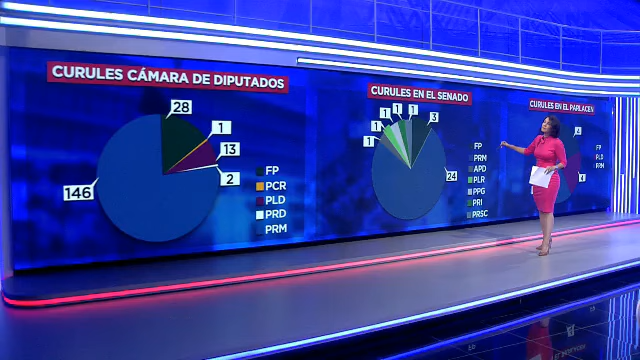 CURULES CÁMARA DE DIPUTADOS
28
1
13
2
146
FP
PCR
PLD
PRD
PRM
CURULES EN EL SENADO
1
1
1
1
1
3
24
FP
PRM
APD
PLR
PPG
PRI
PRSC
CURULES EN EL PARLACEN
4
FP
PLD
PRM